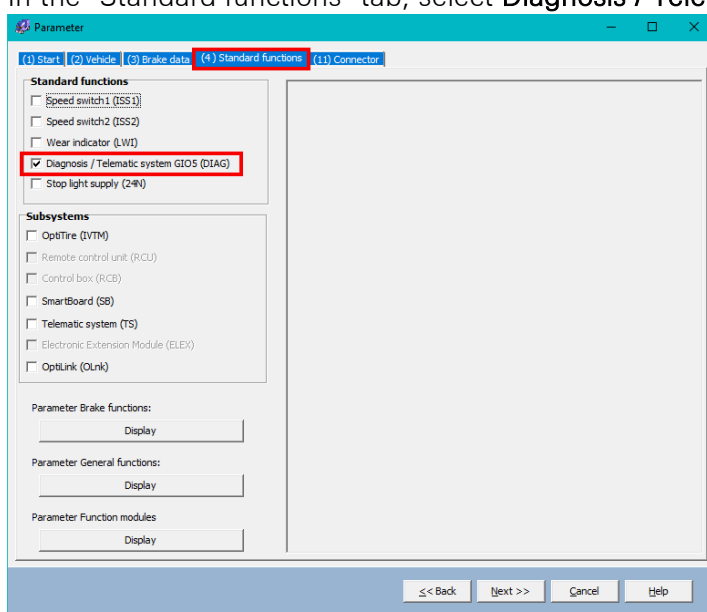 In the "Standard functions" tab, select Diagnosis / Tele
Parameter
(1) Start (2) Vehicle (3) Brake data (4) Standard functions (11) Connector
Standard functions
Speed switch1 (ISS1)
Speed switch2 (ISS2)
Wear indicator (LWI)
Diagnosis / Telematic system GIO5 (DIAG)
Stop light supply (24N)
Subsystems
OptiTire (IVTM)
Remote control unit (RCU)
Control box (RCB)
SmartBoard (SB)
Telematic system (TS)
Electronic Extension Module (ELEX)
OptiLink (OLnk)
Parameter Brake functions:
Display
Parameter General functions:
Display
Parameter Function modules
Display
<< Back Next >> Cancel Help